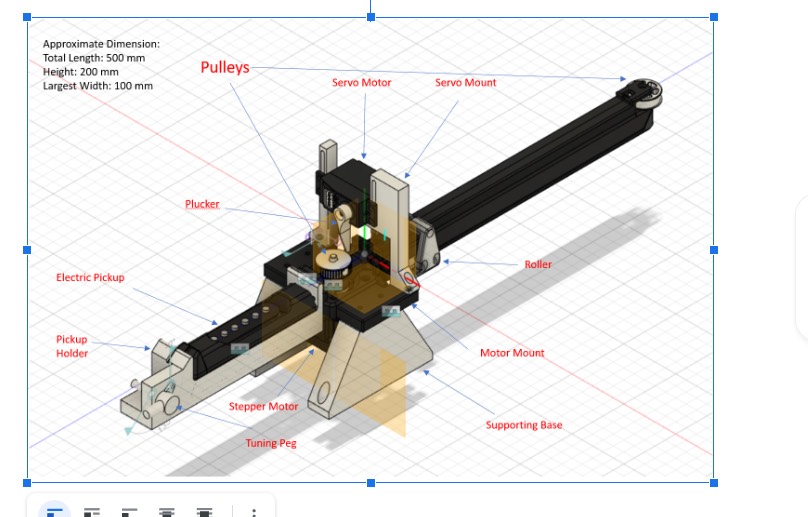 Approximate Dimension:
Total Length: 500 mm
Height: 200 mm
Largest Width: 100 mm
Pulleys
Servo Motor
Servo Mount
Plucker
Electric Pickup
Roller
Pickup
Holder
Motor Mount
Stepper Motor
Supporting Base
Tuning Peg